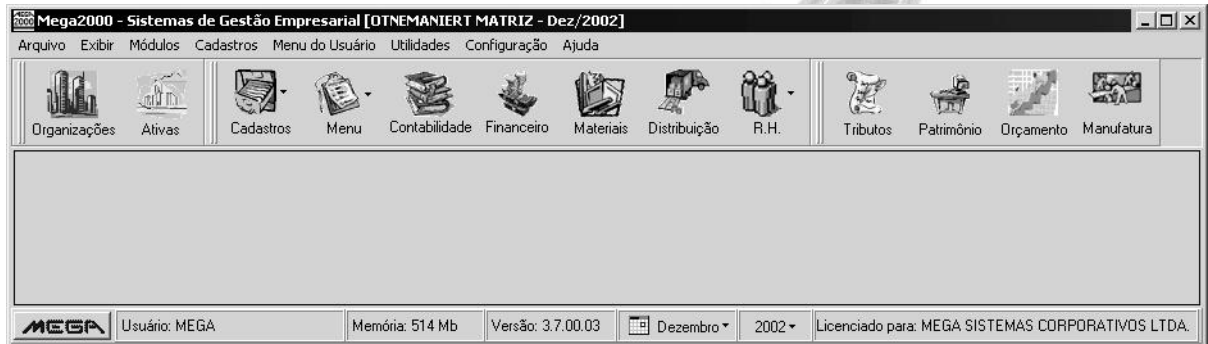 Mega2000 - Sistemas de Gestão Empresarial [OTNEMANIERT MATRIZ - Dez/2002]
Arquivo Exibir Módulos Cadastros Menu do Usuário Utilidades Configuração Ajuda
Organizações Ativas Cadastros Menu Contabilidade Financeiro Materiais Distribuição R.H. Tributos Patrimônio Orçamento Manufatura
MEGA Usuário: MEGA Memória: 514 Mb Versão: 3.7.00.03 Dezembro 2002 Licenciado para: MEGA SISTEMAS CORPORATIVOS LTDA.